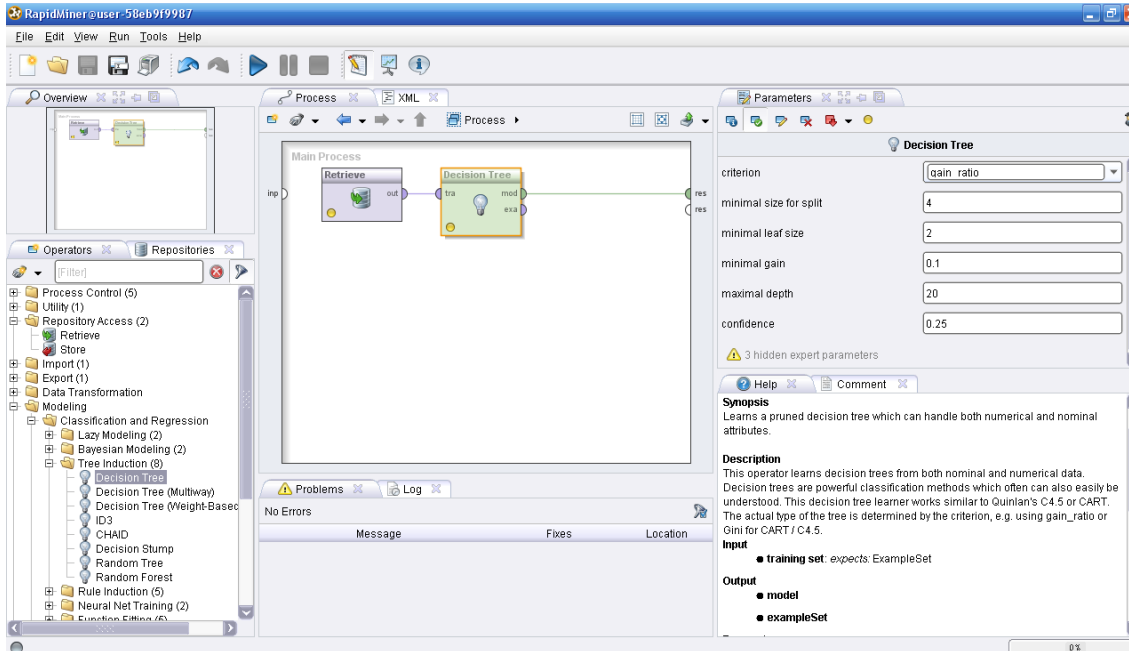 RapidMiner@user-58eb9f9987
File Edit View Run Tools Help
Overview
Retrieve
Decision Tree
Operators Repositories
[Filter]
Process Control (5)
Utility (1)
Repository Access (2)
Retrieve
Store
Import (1)
Export (1)
Data Transformation
Modeling
Classification and Regression
Lazy Modeling (2)
Bayesian Modeling (2)
Tree Induction (8)
Decision Tree
Decision Tree (Multiway)
Decision Tree (Weight-Basec
ID3
CHAID
Decision Stump
Random Tree
Random Forest
Rule Induction (5)
Neural Net Training (2)
Function Fitting (6)
Process XML
Process
Main Process
Retrieve Decision Tree
inp out tra mod res
exa res
Problems Log
No Errors
Message Fixes Location
Parameters
Decision Tree
criterion gain_ratio
minimal size for split 4
minimal leaf size 2
minimal gain 0.1
maximal depth 20
confidence 0.25
3 hidden expert parameters
Help Comment
Synopsis
Learns a pruned decision tree which can handle both numerical and nominal
attributes.
Description
This operator learns decision trees from both nominal and numerical data.
Decision trees are powerful classification methods which often can also easily be
understood. This decision tree learner works similar to Quinlan's C4.5 or CART.
The actual type of the tree is determined by the criterion, e.g. using gain_ratio or
Gini for CART / C4.5.
Input
training set: expects: ExampleSet
Output
model
exampleSet
0%